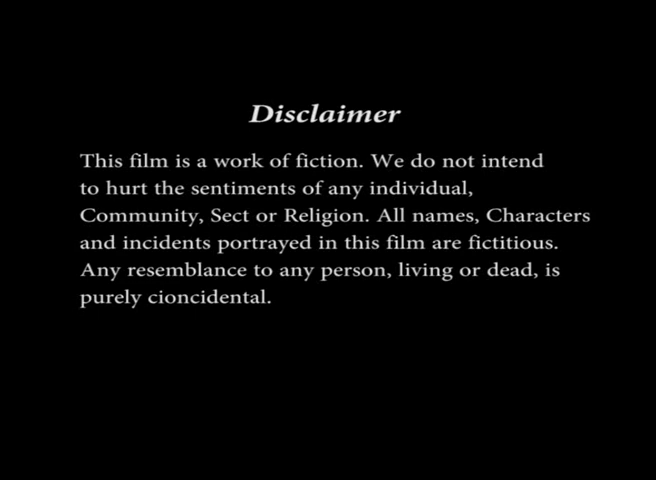 Disclaimer
This film is a work of fiction. We do not intend
to hurt the sentiments of any individual,
Community, Sect or Religion. All names, Characters
and incidents portrayed in this film are fictitious.
Any resemblance to any person, living or dead, is
purely cioncidental.